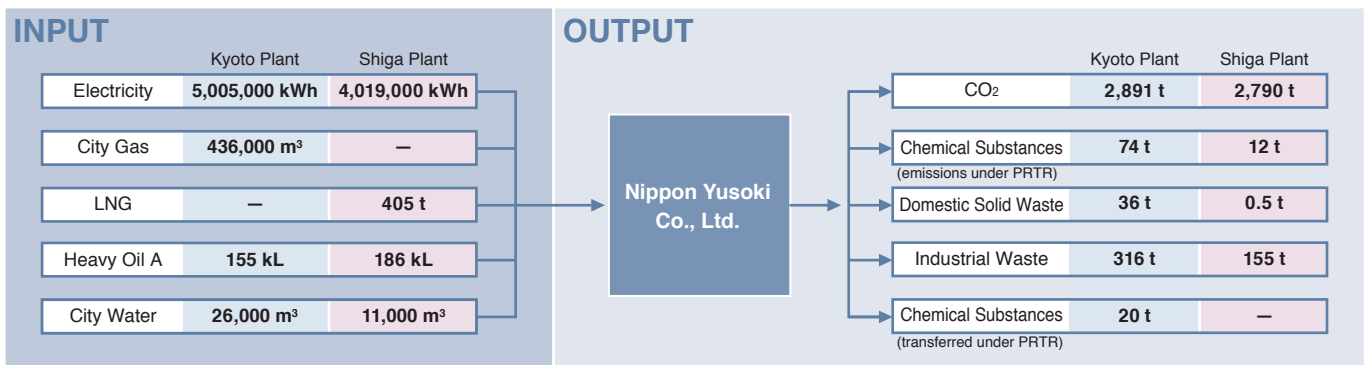 INPUT
Kyoto Plant Shiga Plant
Electricity 5,005,000 kWh 4,019,000 kWh
City Gas 436,000 m³ —
LNG — 405 t
Heavy Oil A 155 kL 186 kL
City Water 26,000 m³ 11,000 m³
Nippon Yusoki
Co., Ltd.
OUTPUT
Kyoto Plant Shiga Plant
CO₂ 2,891 t 2,790 t
Chemical Substances 74 t 12 t
(emissions under PRTR)
Domestic Solid Waste 36 t 0.5 t
Industrial Waste 316 t 155 t
Chemical Substances 20 t —
(transferred under PRTR)